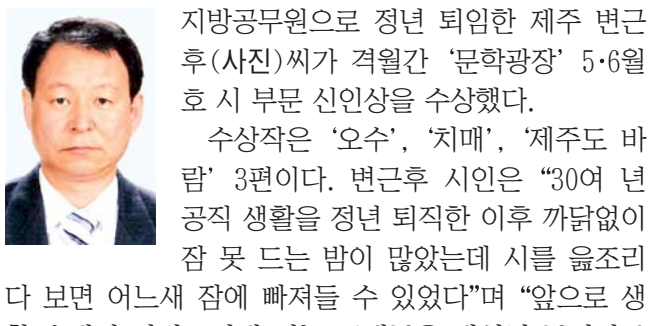 지방공무원으로 정년 퇴임한 제주 변근
후(사진)씨가 격월간 ‘문학광장’ 5·6월
호 시 부문 신인상을 수상했다.
수상작은 ‘오수’, ‘치매’, ‘제주도 바
람’ 3편이다. 변근후 시인은 “30여 년
공직 생활을 정년 퇴직한 이후 까닭없이
잠 못 드는 밤이 많았는데 시를 읊조리
다 보면 어느새 잠에 빠져들 수 있었다”며 “앞으로 생